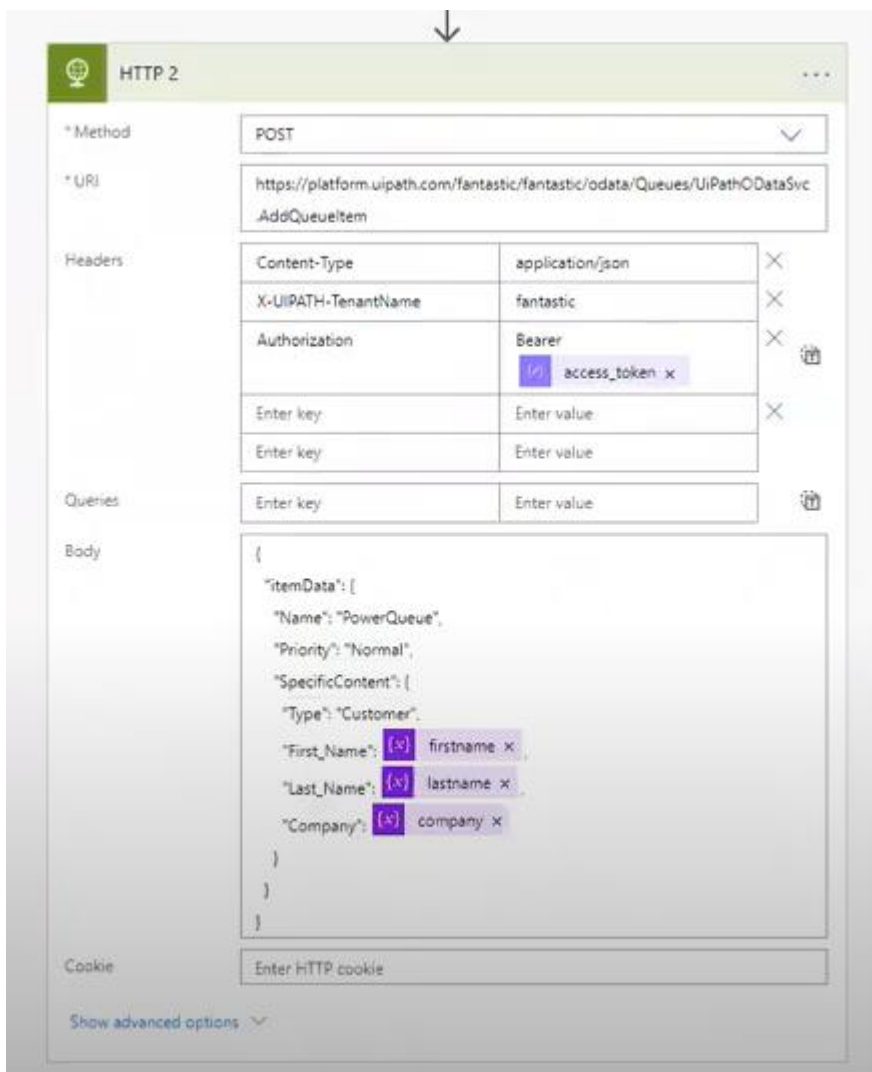 HTTP 2
...
* Method
POST
* URI
https://platform.uipath.com/fantastic/fantastic/odata/Queues/UiPathODataSvc
.AddQueueItem
Headers
Content-Type application/json
X-UIPATH-TenantName fantastic
Authorization Bearer
access_token ×
Enter key Enter value
Enter key Enter value
Queries
Enter key Enter value
Body
{
"itemData": {
"Name": "PowerQueue",
"Priority": "Normal",
"SpecificContent": {
"Type": "Customer",
"First_Name": {x} firstname × ,
"Last_Name": {x} lastname × ,
"Company": {x} company ×
}
}
}
Cookie
Enter HTTP cookie
Show advanced options